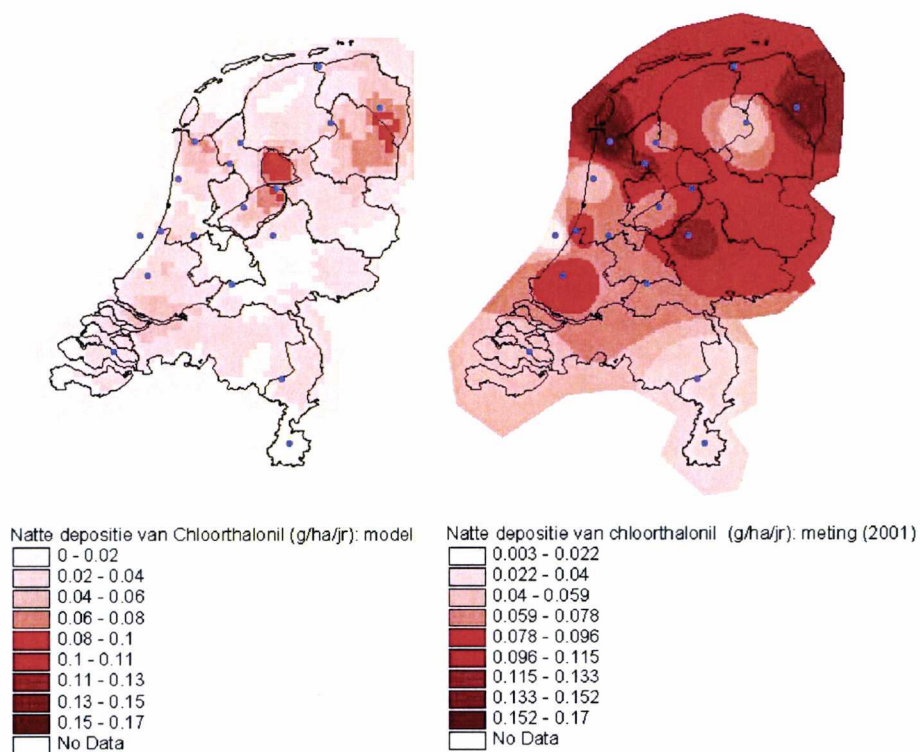 Natte depositie van Chloorthalonil (g/ha/jr): model
0 - 0.02
0.02 - 0.04
0.04 - 0.06
0.06 - 0.08
0.08 - 0.1
0.1 - 0.11
0.11 - 0.13
0.13 - 0.15
0.15 - 0.17
No Data
Natte depositie van chloorthalonil (g/ha/jr): meting (2001)
0.003 - 0.022
0.022 - 0.04
0.04 - 0.059
0.059 - 0.078
0.078 - 0.096
0.096 - 0.115
0.115 - 0.133
0.133 - 0.152
0.152 - 0.17
No Data